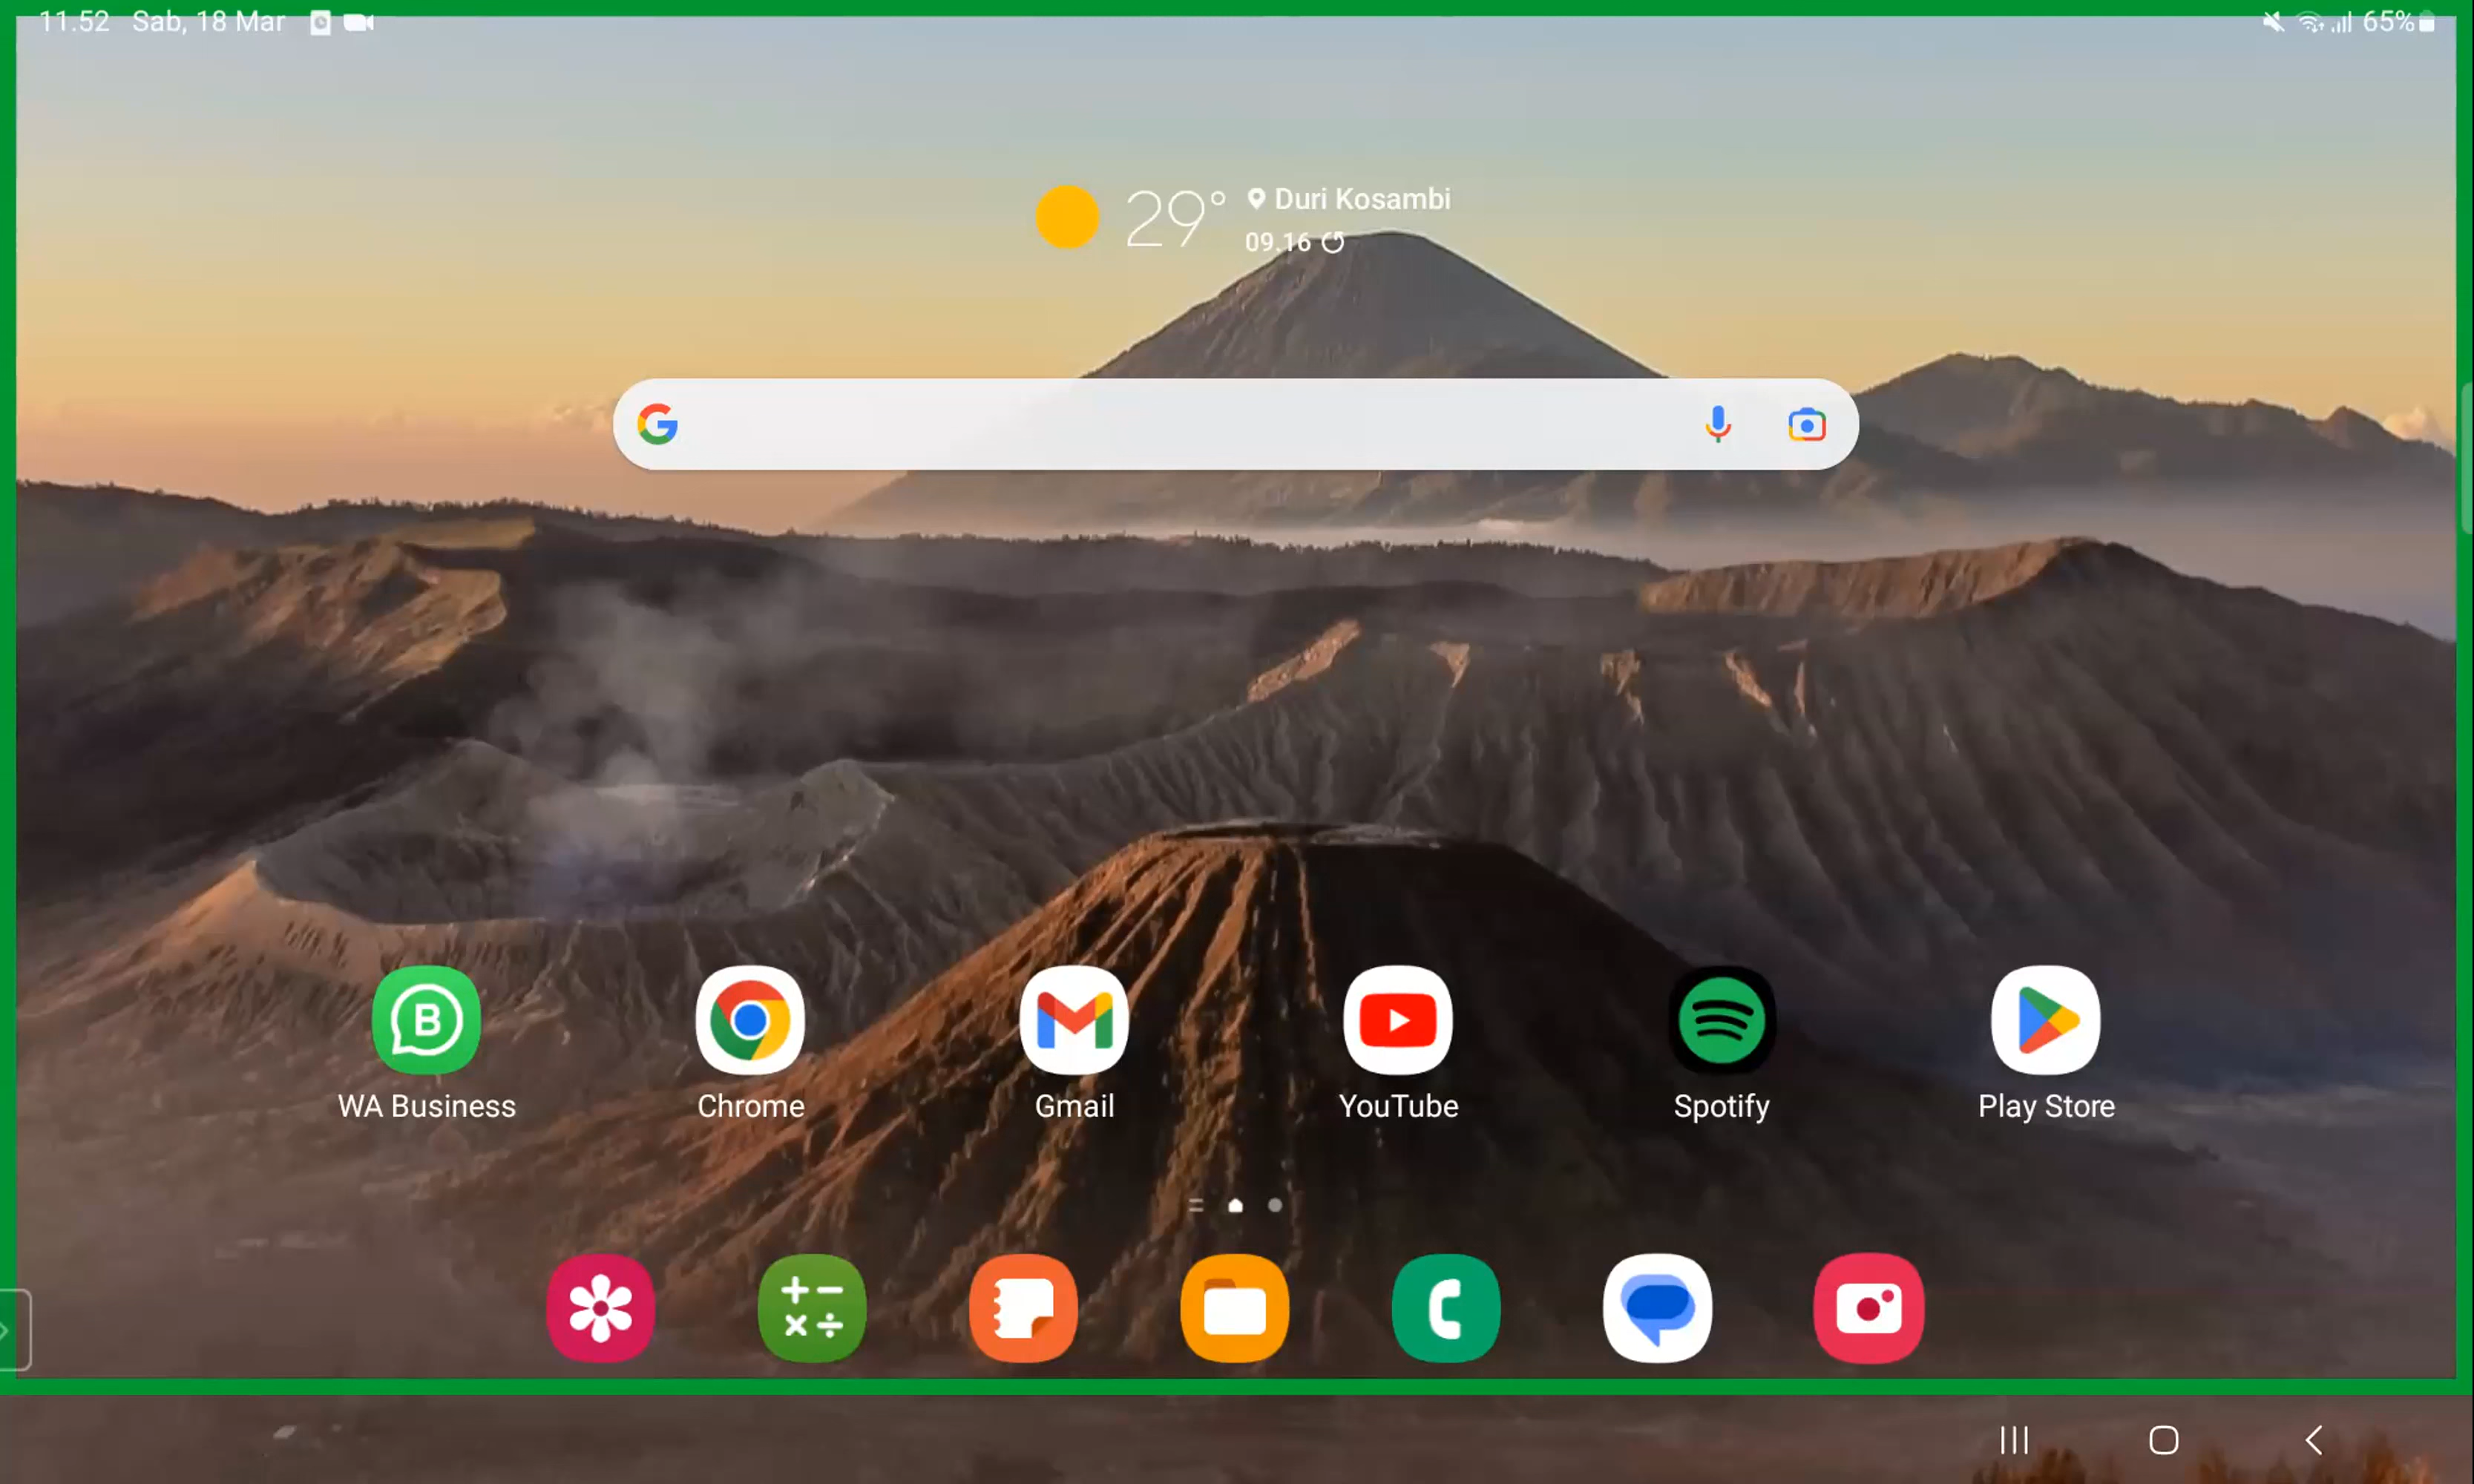 11.52 Sab, 18 Mar
65%
29° Duri Kosambi
09.16
WA Business
Chrome
Gmail
YouTube
Spotify
Play Store